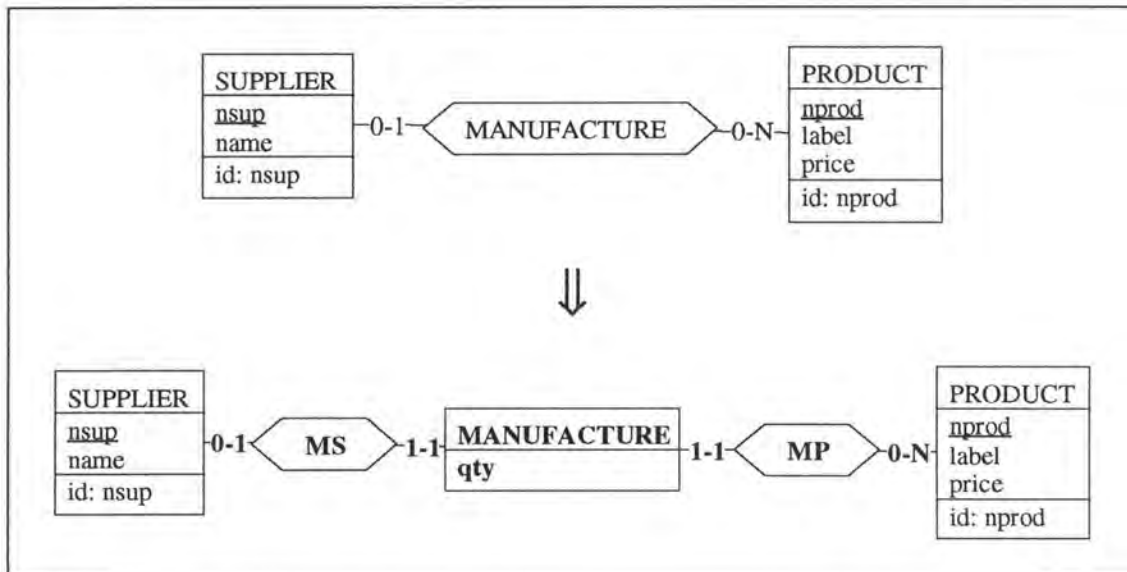 SUPPLIER
nsup
name
id: nsup
0-1
MANUFACTURE
0-N
PRODUCT
nprod
label
price
id: nprod
SUPPLIER
nsup
name
id: nsup
0-1
MS
1-1
MANUFACTURE
qty
1-1
MP
0-N
PRODUCT
nprod
label
price
id: nprod